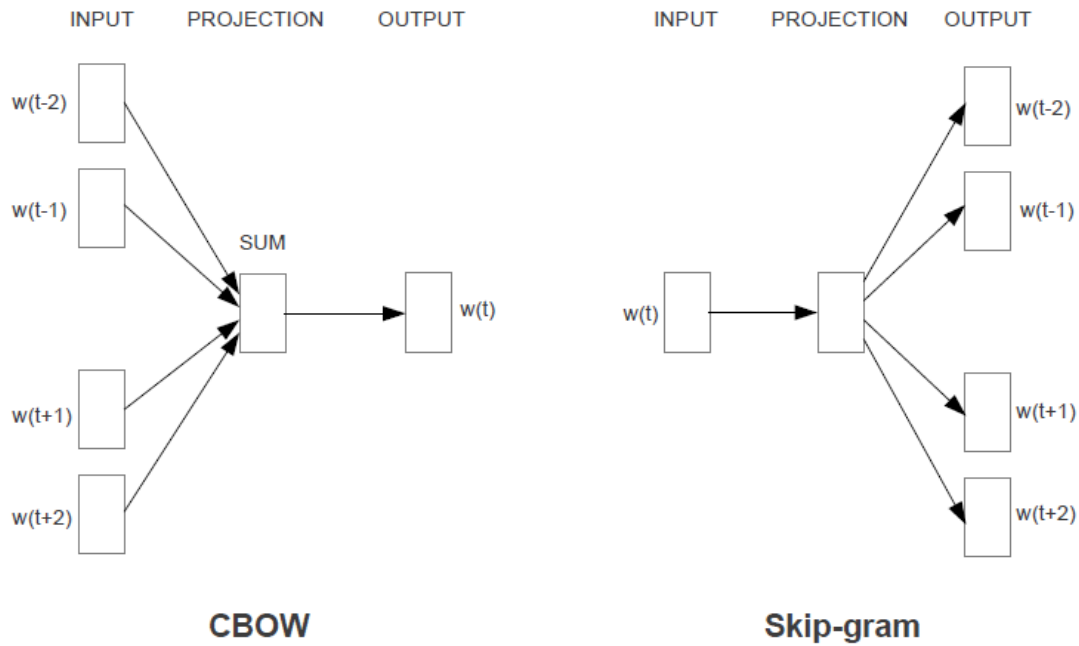 INPUT PROJECTION OUTPUT
w(t-2)
w(t-1)
SUM
w(t)
w(t+1)
w(t+2)
CBOW
INPUT PROJECTION OUTPUT
w(t-2)
w(t-1)
w(t)
w(t+1)
w(t+2)
Skip-gram